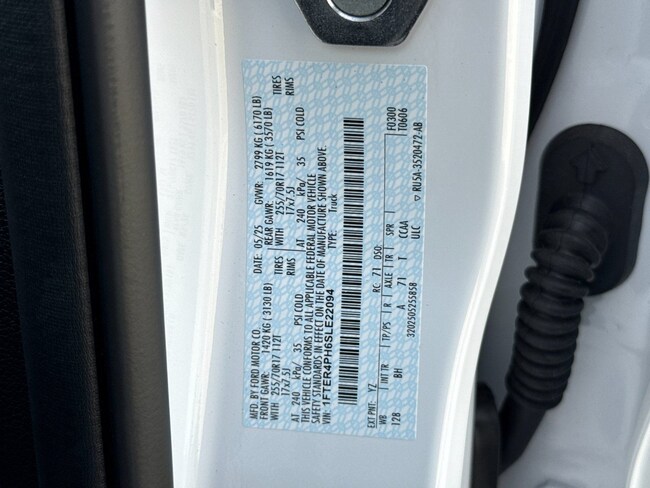 MFD. BY FORD MOTOR CO.
DATE: 05/25 GVWR: 2799 KG ( 6170 LB)
FRONT GAWR: 1420 KG ( 3130 LB) REAR GAWR: 1619 KG ( 3570 LB)
WITH 255/70R17 112T TIRES WITH 255/70R17 112T TIRES
17x7.5J RIMS 17x7.5J RIMS
AT 240 kPa/ 35 PSI COLD AT 240 kPa/ 35 PSI COLD
THIS VEHICLE CONFORMS TO ALL APPLICABLE FEDERAL MOTOR VEHICLE
SAFETY STANDARDS IN EFFECT ON THE DATE OF MANUFACTURE SHOWN ABOVE.
VIN: 1FTER4PH6SLE22094 TYPE: Truck
EXT PNT: YZ RC: 71 DSO: F0300
WB INT TR TP/PS R AXLE TR SPR T0606
128 BH A 71 I CCAA
320250525S585B ULC ▽ RU5A-3520472-AB